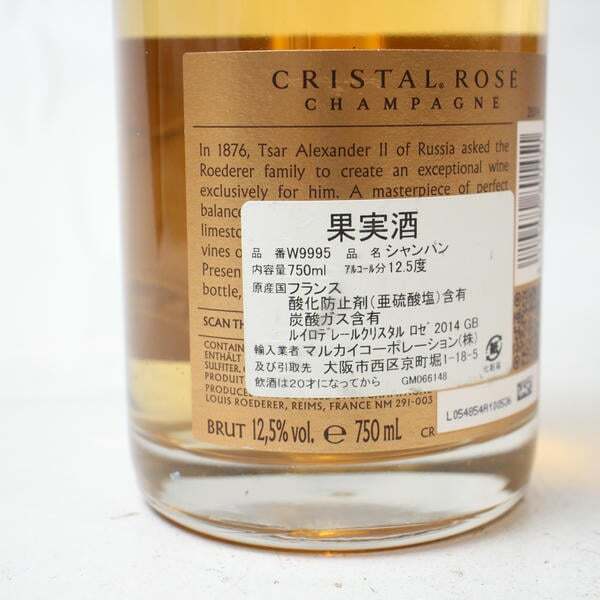 CRISTAL. ROSÉ
CHAMPAGNE
In 1876, Tsar Alexander II of Russia asked the
Roederer family to create an exceptional wine
exclusively for him. A masterpiece of perfect
balance
limesto
vines o
Presen
bottle,
果実酒
品 番 W9995 品 名 シャンパン
内容量750ml アルコール分 12.5度
原産国 フランス
酸化防止剤(亜硫酸塩)含有
炭酸ガス含有
ルイロデレールクリスタル ロゼ 2014 GB
輸入業者 マルカイコーポレーション(株)
及び引取先 大阪市西区京町堀1-18-5
飲酒は20才になってから GM066148
化粧箱
SCAN TH
CONTAIN
ENTHÄLT
SULFITER, C
PRODUIT
PRODUCE
LOUIS ROEDERER, REIMS, FRANCE NM 291-003
BRUT 12,5% vol. e 750 mL CR
L054854R100526